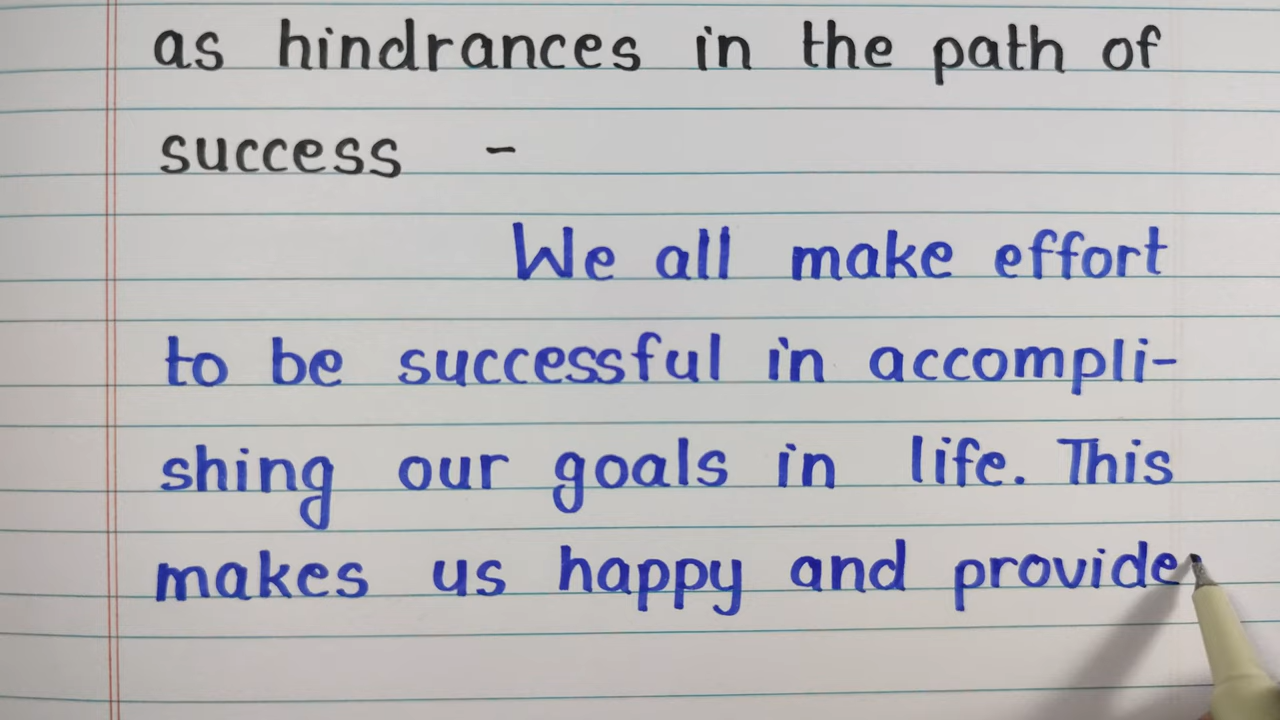 as hindrances in the path of
success -
We all make effort
to be successful in accompli-
shing our goals in life. This
makes us happy and provide